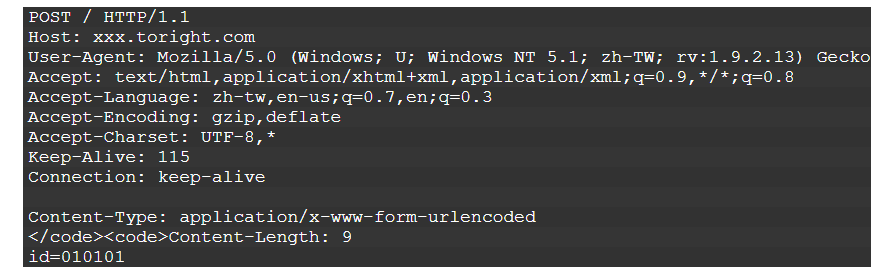 POST / HTTP/1.1
Host: xxx.toright.com
User-Agent: Mozilla/5.0 (Windows; U; Windows NT 5.1; zh-TW; rv:1.9.2.13) Gecko
Accept: text/html,application/xhtml+xml,application/xml;q=0.9,*/*;q=0.8
Accept-Language: zh-tw,en-us;q=0.7,en;q=0.3
Accept-Encoding: gzip,deflate
Accept-Charset: UTF-8,*
Keep-Alive: 115
Connection: keep-alive
Content-Type: application/x-www-form-urlencoded
</code><code>Content-Length: 9
id=010101